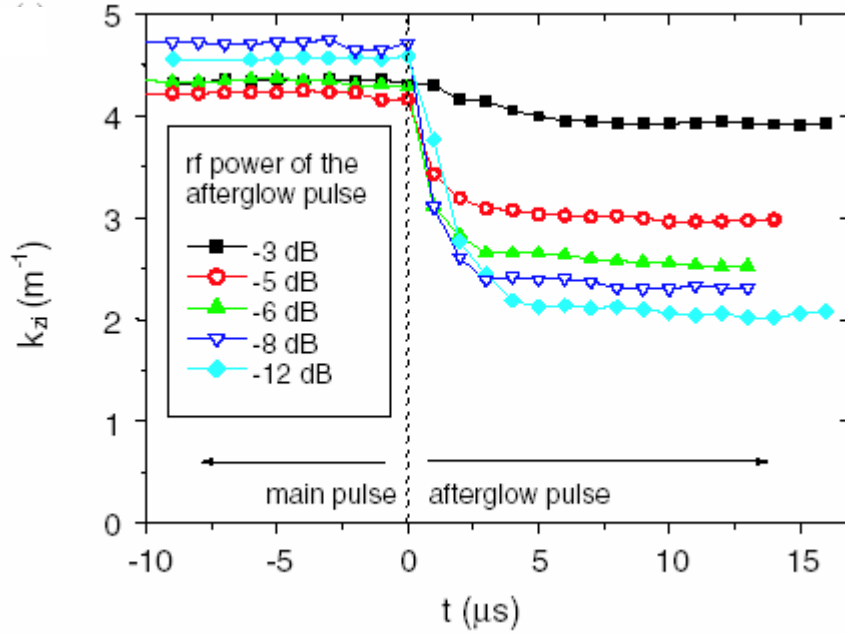 5
4
3
2
1
0
k_zi (m⁻¹)
rf power of the
afterglow pulse
-3 dB
-5 dB
-6 dB
-8 dB
-12 dB
main pulse
afterglow pulse
-10
-5
0
5
10
15
t (μs)